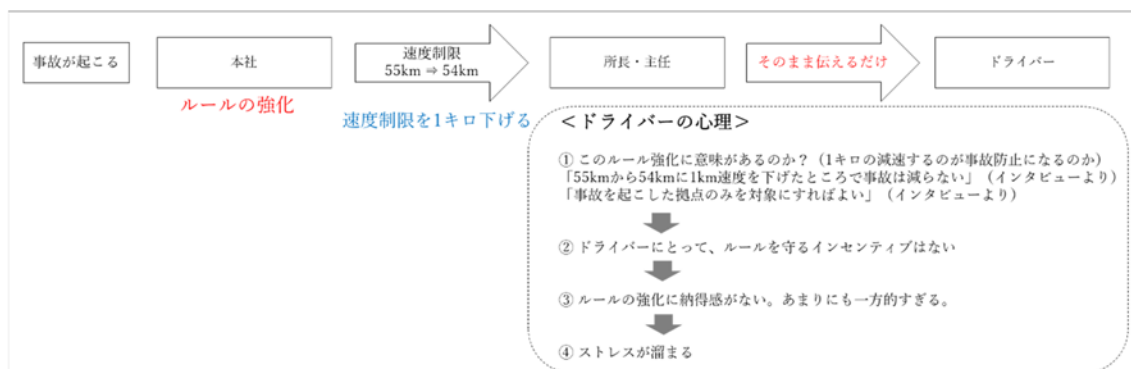 事故が起こる
本社
速度制限
55km ⇒ 54km
所長・主任
そのまま伝えるだけ
ドライバー
ルールの強化
速度制限を1キロ下げる
＜ドライバーの心理＞
① このルール強化に意味があるのか？（1キロの減速するのが事故防止になるのか）
「55kmから54kmに1km速度を下げたところで事故は減らない」（インタビューより）
「事故を起こした拠点のみを対象にすればよい」（インタビューより）
② ドライバーにとって、ルールを守るインセンティブはない
③ ルールの強化に納得感がない。あまりにも一方的すぎる。
④ ストレスが溜まる